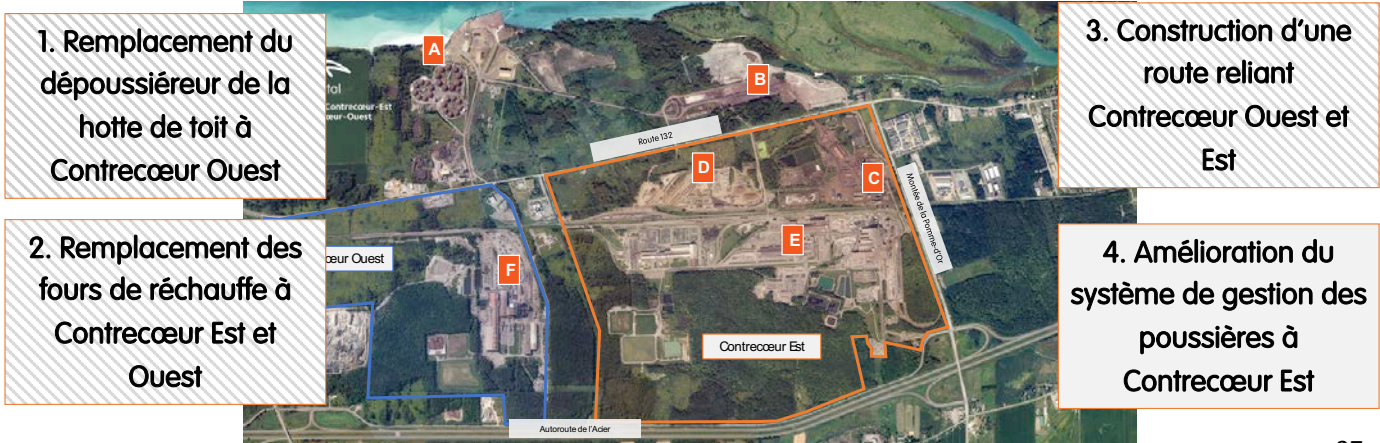 1. Remplacement du
dépoussiéreur de la
hotte de toit à
Contrecœur Ouest
2. Remplacement des
fours de réchauffe à
Contrecœur Est et
Ouest
A
B
Route 132
D
C
Montée de la Pomme-d'Or
E
F
Contrecœur Est
Autoroute de l'Acier
3. Construction d'une
route reliant
Contrecœur Ouest et
Est
4. Amélioration du
système de gestion des
poussières à
Contrecœur Est